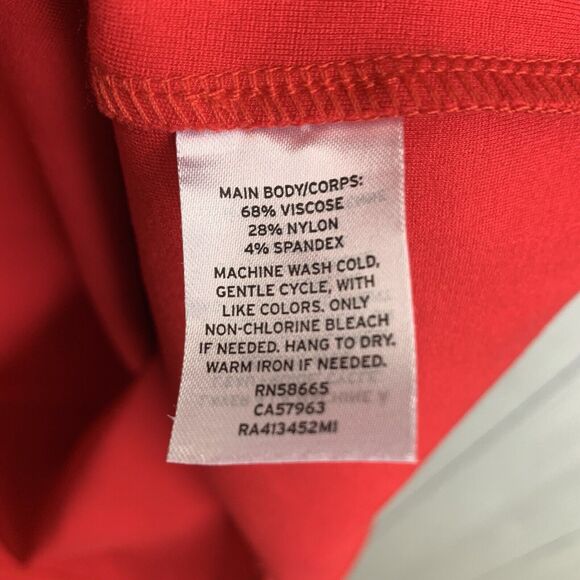 MAIN BODY/CORPS:
68% VISCOSE
28% NYLON
4% SPANDEX
MACHINE WASH COLD,
GENTLE CYCLE, WITH
LIKE COLORS. ONLY
NON-CHLORINE BLEACH
IF NEEDED. HANG TO DRY.
WARM IRON IF NEEDED.
RN58665
CA57963
RA413452M1